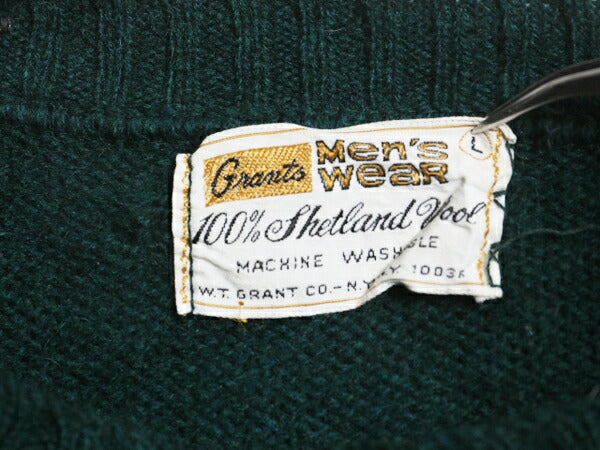 Grants Men's Wear
L
100% Shetland Wool
MACHINE WASHABLE
W.T. GRANT CO.-N.Y. 10036